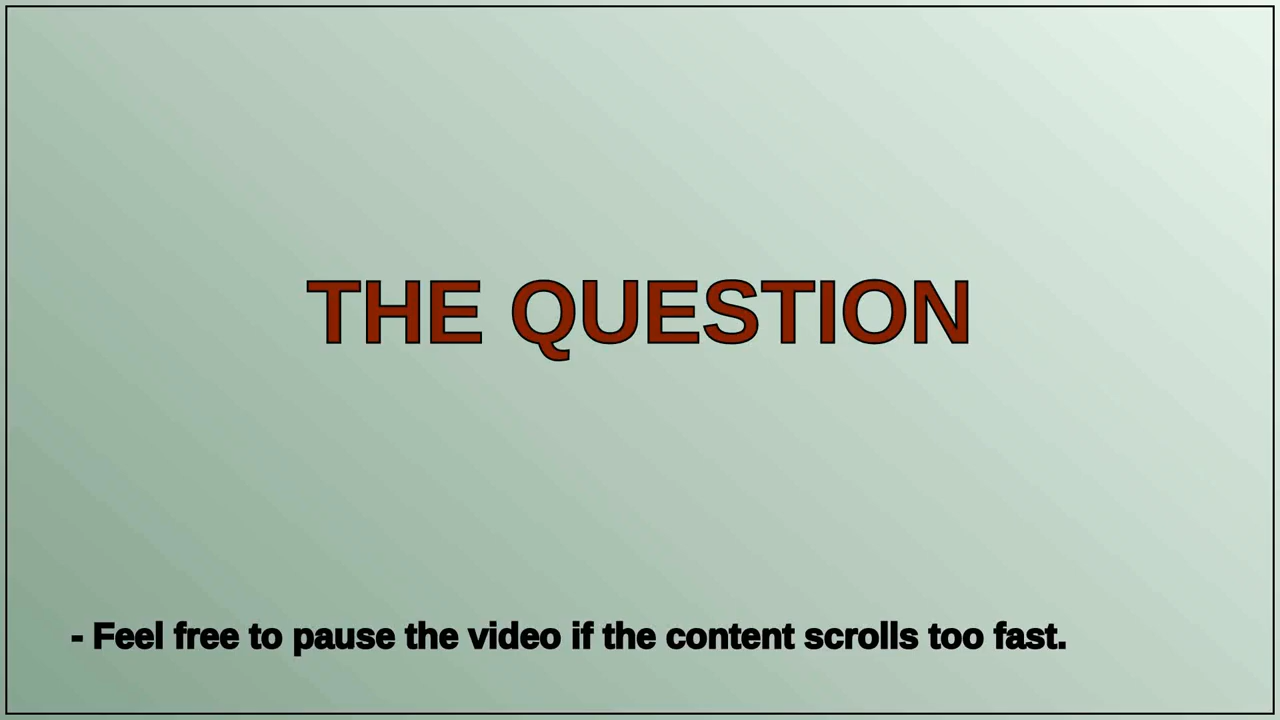 THE QUESTION
- Feel free to pause the video if the content scrolls too fast.